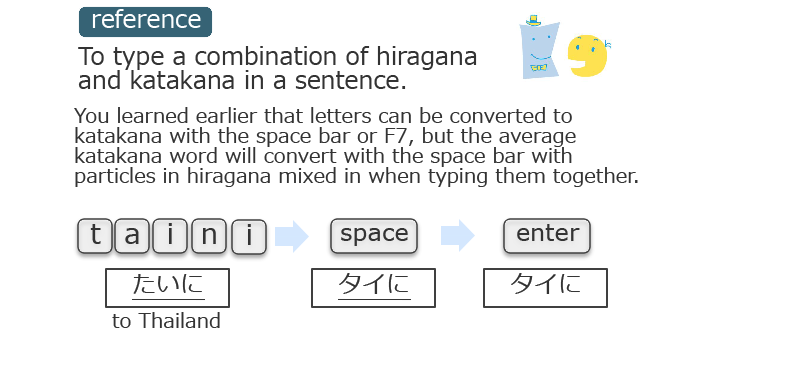 reference
To type a combination of hiragana
and katakana in a sentence.
You learned earlier that letters can be converted to
katakana with the space bar or F7, but the average
katakana word will convert with the space bar with
particles in hiragana mixed in when typing them together.
t a i n i space enter
たいに タイに タイに
to Thailand